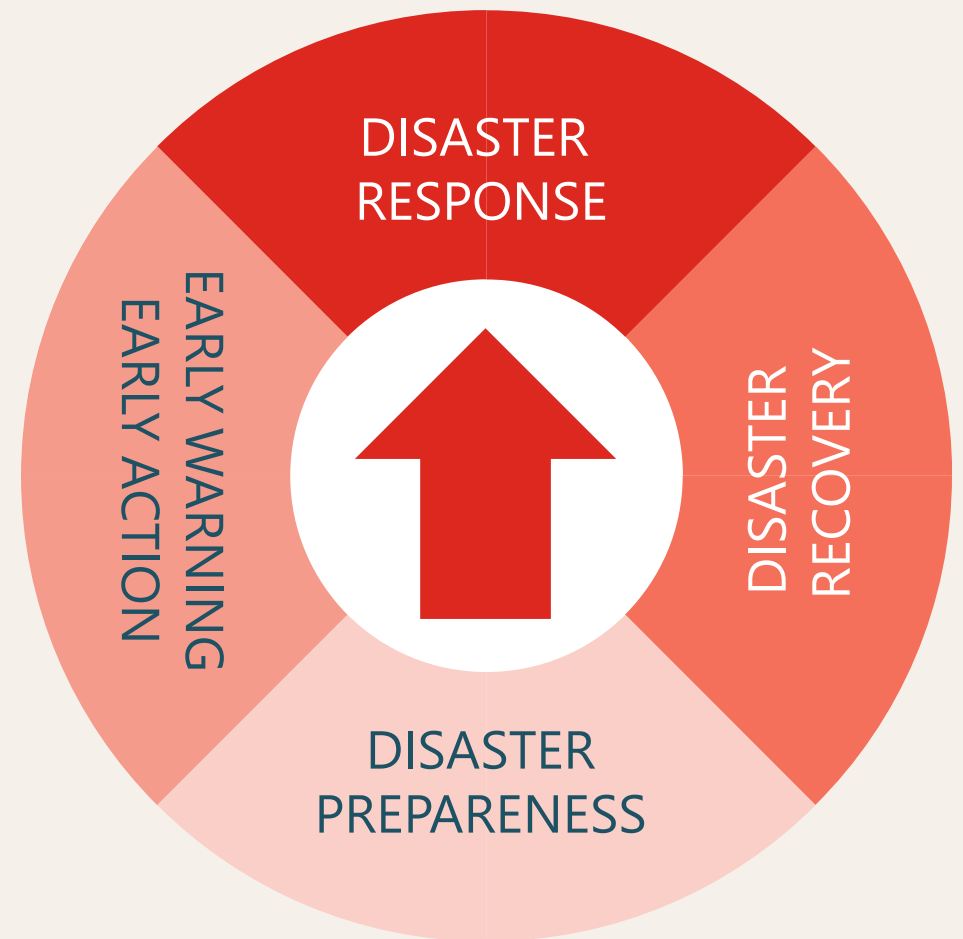 DISASTER
RESPONSE
EARLY WARNING
EARLY ACTION
DISASTER
RECOVERY
DISASTER
PREPARENESS